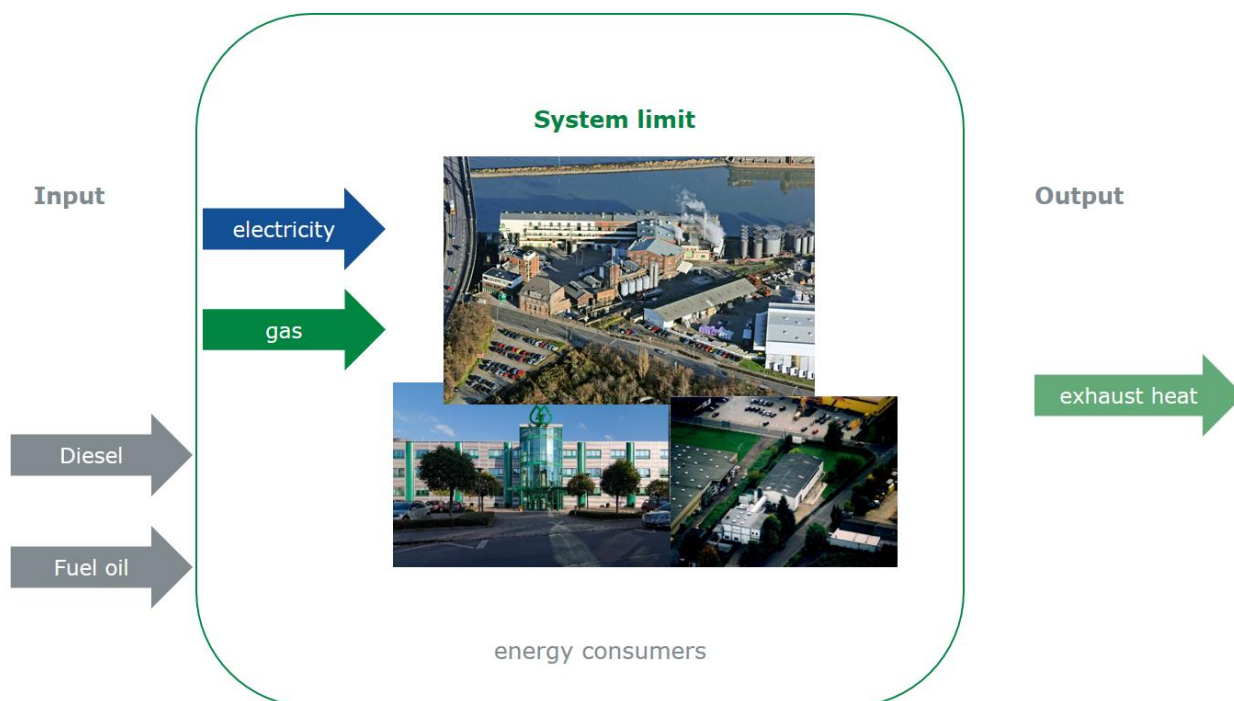 System limit
Input
Output
electricity
gas
exhaust heat
Diesel
Fuel oil
energy consumers